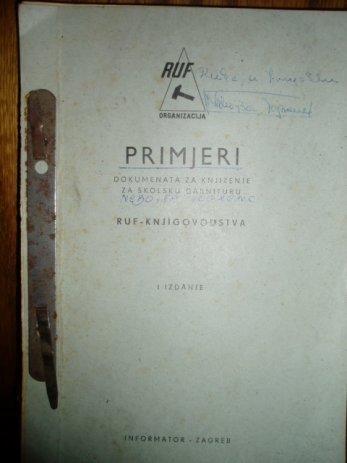 RUF
ORGANIZACIJA
PRIMJERI
DOKUMENATA ZA KNJIŽENJE
ZA ŠKOLSKU GARNITURU
RUF-KNJIGOVODSTVA
I IZDANJE
INFORMATOR - ZAGREB